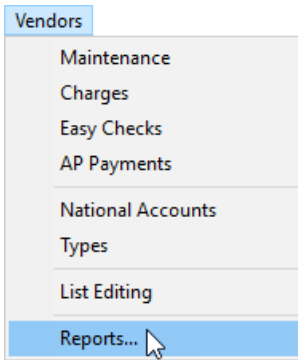 Vendors
Maintenance
Charges
Easy Checks
AP Payments
National Accounts
Types
List Editing
Reports...